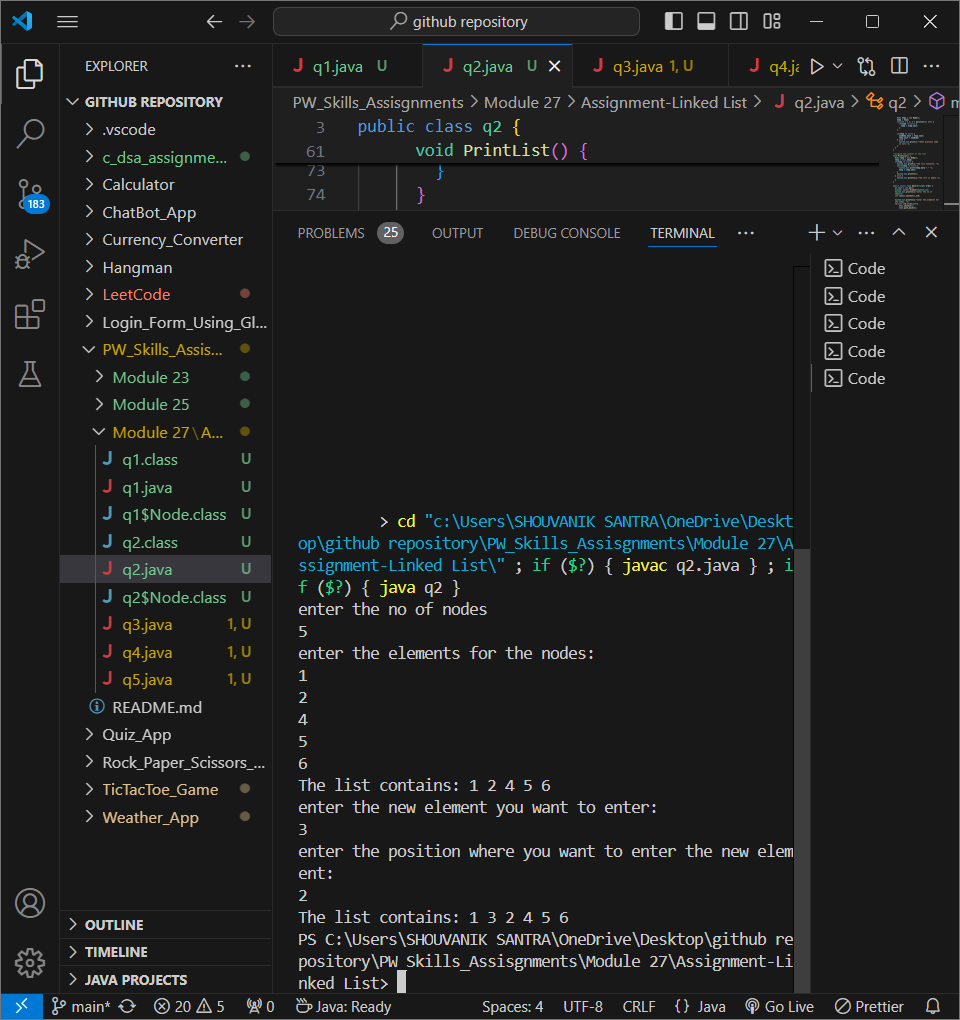 github repository
EXPLORER
GITHUB REPOSITORY
.vscode
c_dsa_assignme...
Calculator
ChatBot_App
Currency_Converter
Hangman
LeetCode
Login_Form_Using_Gl...
PW_Skills_Assis...
Module 23
Module 25
Module 27\A...
J q1.class U
J q1.java U
J q1$Node.class U
J q2.class U
J q2.java U
J q2$Node.class U
J q3.java 1, U
J q4.java 1, U
J q5.java 1, U
README.md
Quiz_App
Rock_Paper_Scissors_...
TicTacToe_Game
Weather_App
OUTLINE
TIMELINE
JAVA PROJECTS
183
J q1.java U J q2.java U J q3.java 1, U J q4.ja
PW_Skills_Assisgnments > Module 27 > Assignment-Linked List > J q2.java > q2 > m
3 public class q2 {
61 void PrintList() {
73 }
74 }
PROBLEMS 25 OUTPUT DEBUG CONSOLE TERMINAL ...
Code
Code
Code
Code
Code
> cd "c:\Users\SHOUVANIK SANTRA\OneDrive\Deskt
op\github repository\PW_Skills_Assisgnments\Module 27\A
ssignment-Linked List\" ; if ($?) { javac q2.java } ; i
f ($?) { java q2 }
enter the no of nodes
5
enter the elements for the nodes:
1
2
4
5
6
The list contains: 1 2 4 5 6
enter the new element you want to enter:
3
enter the position where you want to enter the new elem
ent:
2
The list contains: 1 3 2 4 5 6
PS C:\Users\SHOUVANIK SANTRA\OneDrive\Desktop\github re
pository\PW_Skills_Assisgnments\Module 27\Assignment-Li
nked List>
main* 20 5 0 Java: Ready Spaces: 4 UTF-8 CRLF {} Java Go Live Prettier